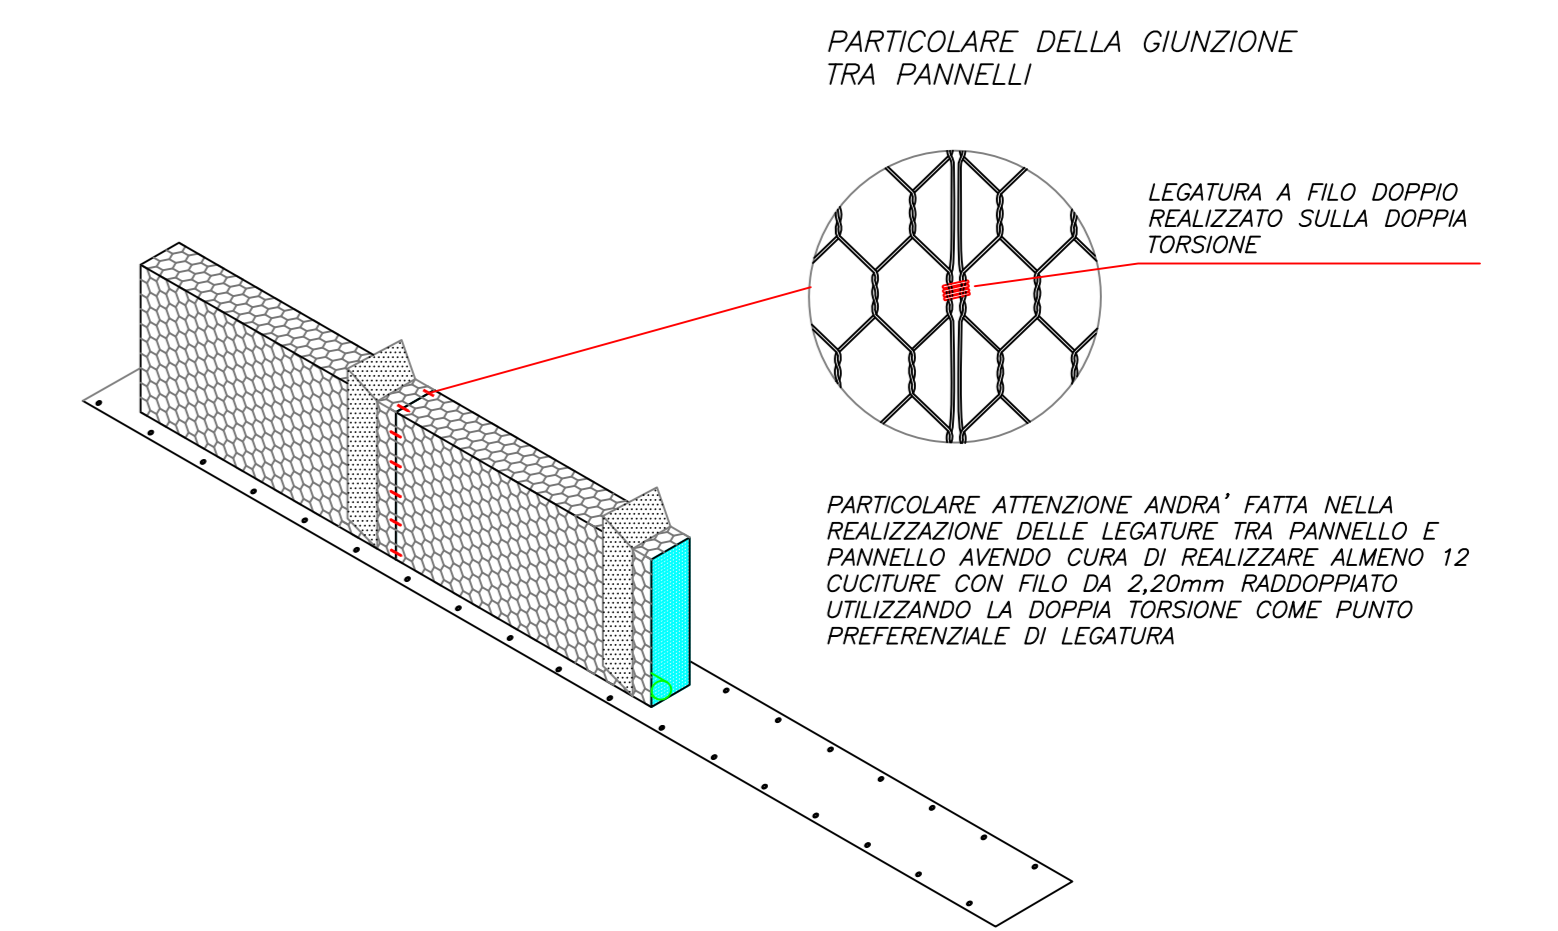 PARTICOLARE DELLA GIUNZIONE
TRA PANNELLI
LEGATURA A FILO DOPPIO
REALIZZATO SULLA DOPPIA
TORSIONE
PARTICOLARE ATTENZIONE ANDRA' FATTA NELLA
REALIZZAZIONE DELLE LEGATURE TRA PANNELLO E
PANNELLO AVENDO CURA DI REALIZZARE ALMENO 12
CUCITURE CON FILO DA 2,20mm RADDOPPIATO
UTILIZZANDO LA DOPPIA TORSIONE COME PUNTO
PREFERENZIALE DI LEGATURA